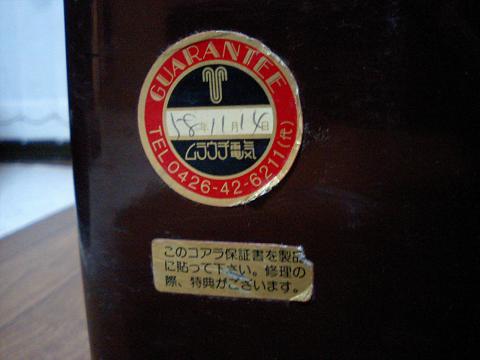 GUARANTEE
58年11月14日
ムラウチ電気
TEL0426-42-6211(代)
このコアラ保証書を製品
に貼って下さい。修理の
際、特典がございます。